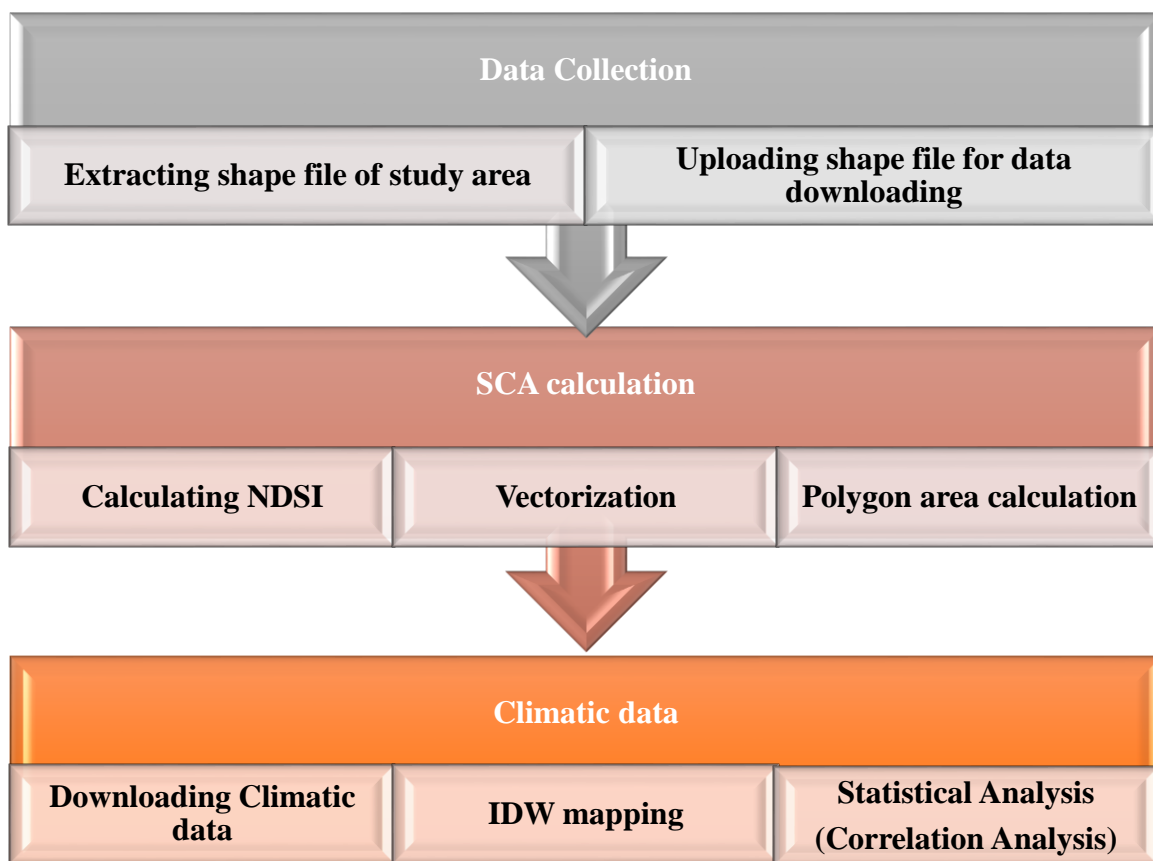 Data Collection
Extracting shape file of study area
Uploading shape file for data
downloading
SCA calculation
Calculating NDSI
Vectorization
Polygon area calculation
Climatic data
Downloading Climatic
data
IDW mapping
Statistical Analysis
(Correlation Analysis)